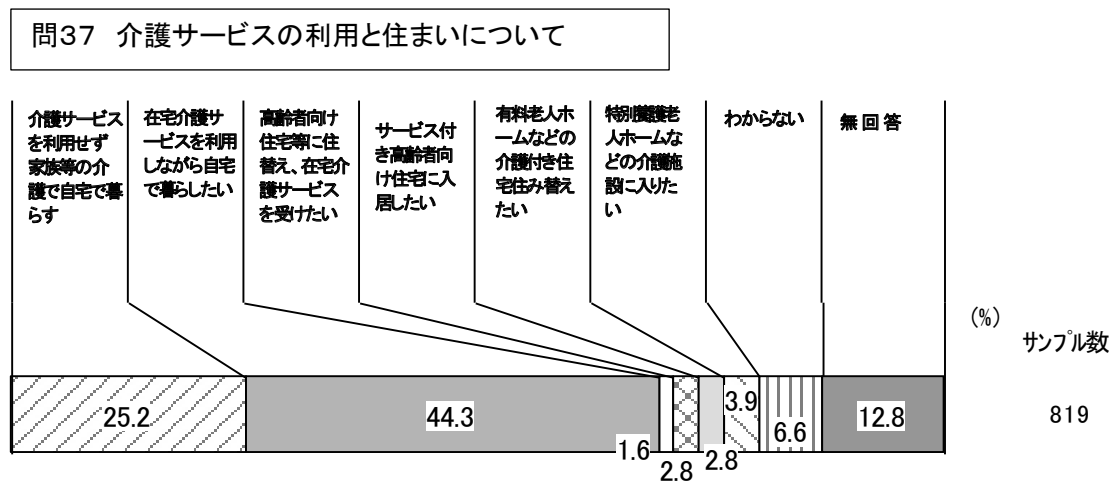 問37　介護サービスの利用と住まいについて
介護サービス
を利用せず
家族等の介
護で自宅で暮
らす
在宅介護サ
ービスを利用
しながら自宅
で暮らしたい
高齢者向け
住宅等に住
替え、在宅介
護サービス
を受けたい
サービス付
き高齢者向
け住宅に入
居したい
有料老人ホ
ームなどの
介護付き住
宅住み替え
たい
特別養護老
人ホームな
どの介護施
設に入りた
い
わからない
無回答
(%)
サンプル数
25.2
44.3
1.6
2.8
2.8
3.9
6.6
12.8
819